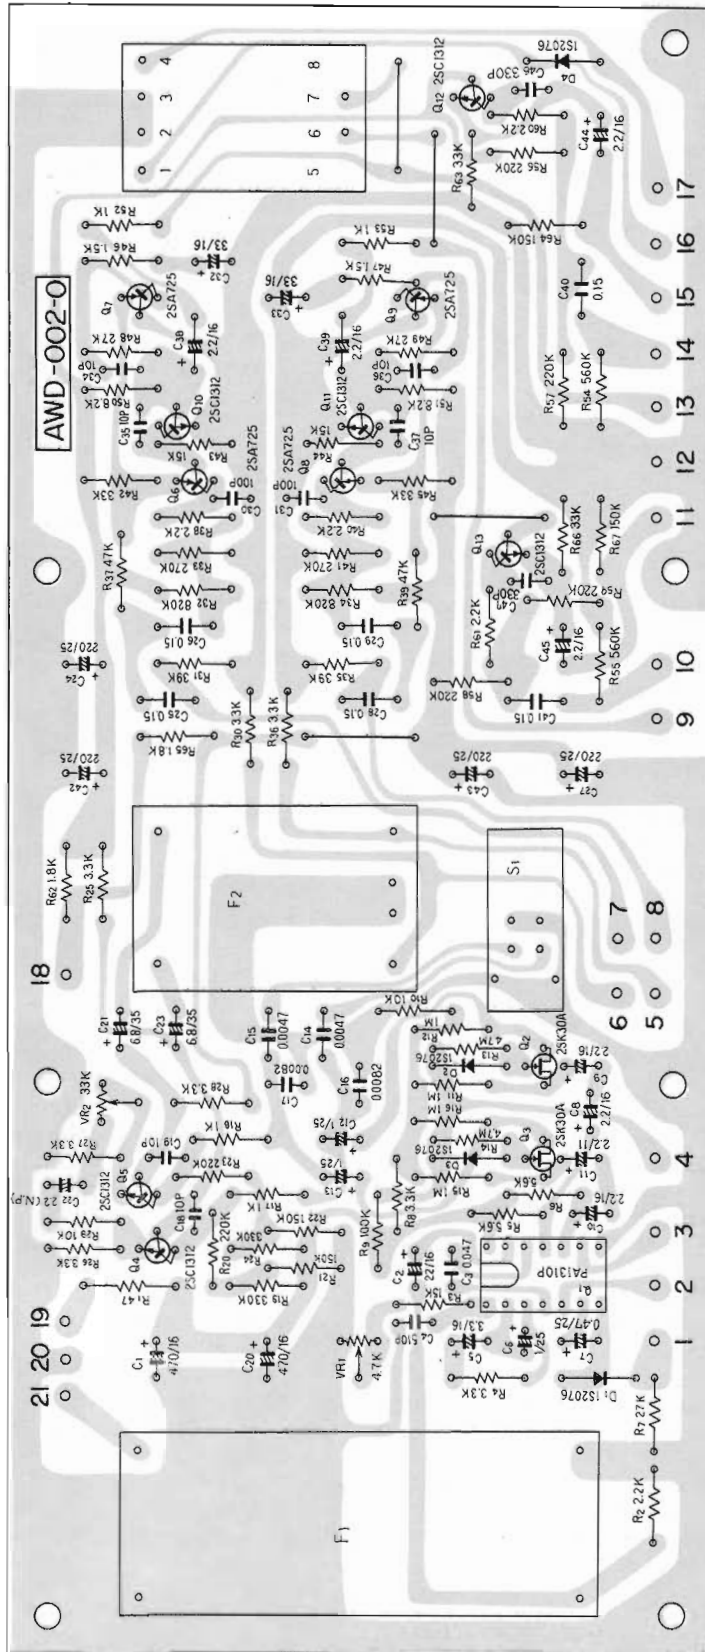 AWD-002-0
1
2
3
4
5
6
7
8
R52 1K
R46 1.5K
33/16
C32
Q7
2SA725
C38
2.2/16
R48 27K
C34
10P
R50 8.2K
C35 10P
Q10
2SC1312
15K
R43
R42 33K
Q6
2SA725
100P
C30
R37 47K
R38 2.2K
R33 270K
R32 820K
C26 0.15
R31 39K
C25 0.15
R65 1.8K
R30 3.3K
R36 3.3K
220/25
C24
220/25
C42
R53 1K
R47 1.5K
33/16
C33
Q9
2SA725
C39
2.2/16
R49 27K
C36
10P
R51 8.2K
C37
10P
Q11
2SC1312
15K
R44
R45 33K
Q8
2SA725
100P
C31
R39 47K
R40 2.2K
R41 270K
R34 820K
C29 0.15
R35 39K
C28 0.15
Q12
2SC1312
C46 330P
1S2076
D4
R60 2.2K
R56 220K
C44
2.2/16
R63 33K
R64 150K
C40
0.15
R57 220K
R54 560K
Q13
2SC1312
330P
R66 33K
R67 150K
R59 220K
R61 2.2K
C45
2.2/16
R55 560K
R58 220K
C41 0.15
220/25
C43
220/25
C27
17
16
15
14
13
12
11
10
9
R62 1.8K
R25 3.3K
18
F2
S1
7
8
6
5
C21
6.8/35
C23
6.8/35
C15
0.0047
C14
0.0047
0.0082
C17
C16
0.0082
R10 10K
R12
1M
R13
4.7M
1S2076
D2
R11 1M
R16 1M
Q2
2SK30A
2.2/16
C9
C8
2.2/16
VR2
33K
R28 3.3K
R27 3.3K
C22 2.2 (N.P)
C19 10P
Q5
2SC1312
R18 1K
R23 220K
C12 1/25
C13
1/25
R29 10K
R26 3.3K
Q4
2SC1312
C18 10P
R17 1K
R20
220K
R22 150K
R24
330K
R21
150K
R19 330K
R1 47
R14
4.7M
1S2076
D3
R15 1M
Q3
2SK30A
C11
R8 3.3K
R9 100K
5.6K
R6
R5 5.6K
2.2/16
C10
C2
22/16
C3 0.047
R3
15K
C4 510P
PA1310P
Q1
3.3/16
C5
C6
1/25
0.47/25
C7
4
3
2
1
21
20
19
C1
470/16
C20
470/16
VR1
4.7K
R4 3.3K
D1 1S2076
R7 27K
R2 2.2K
F1